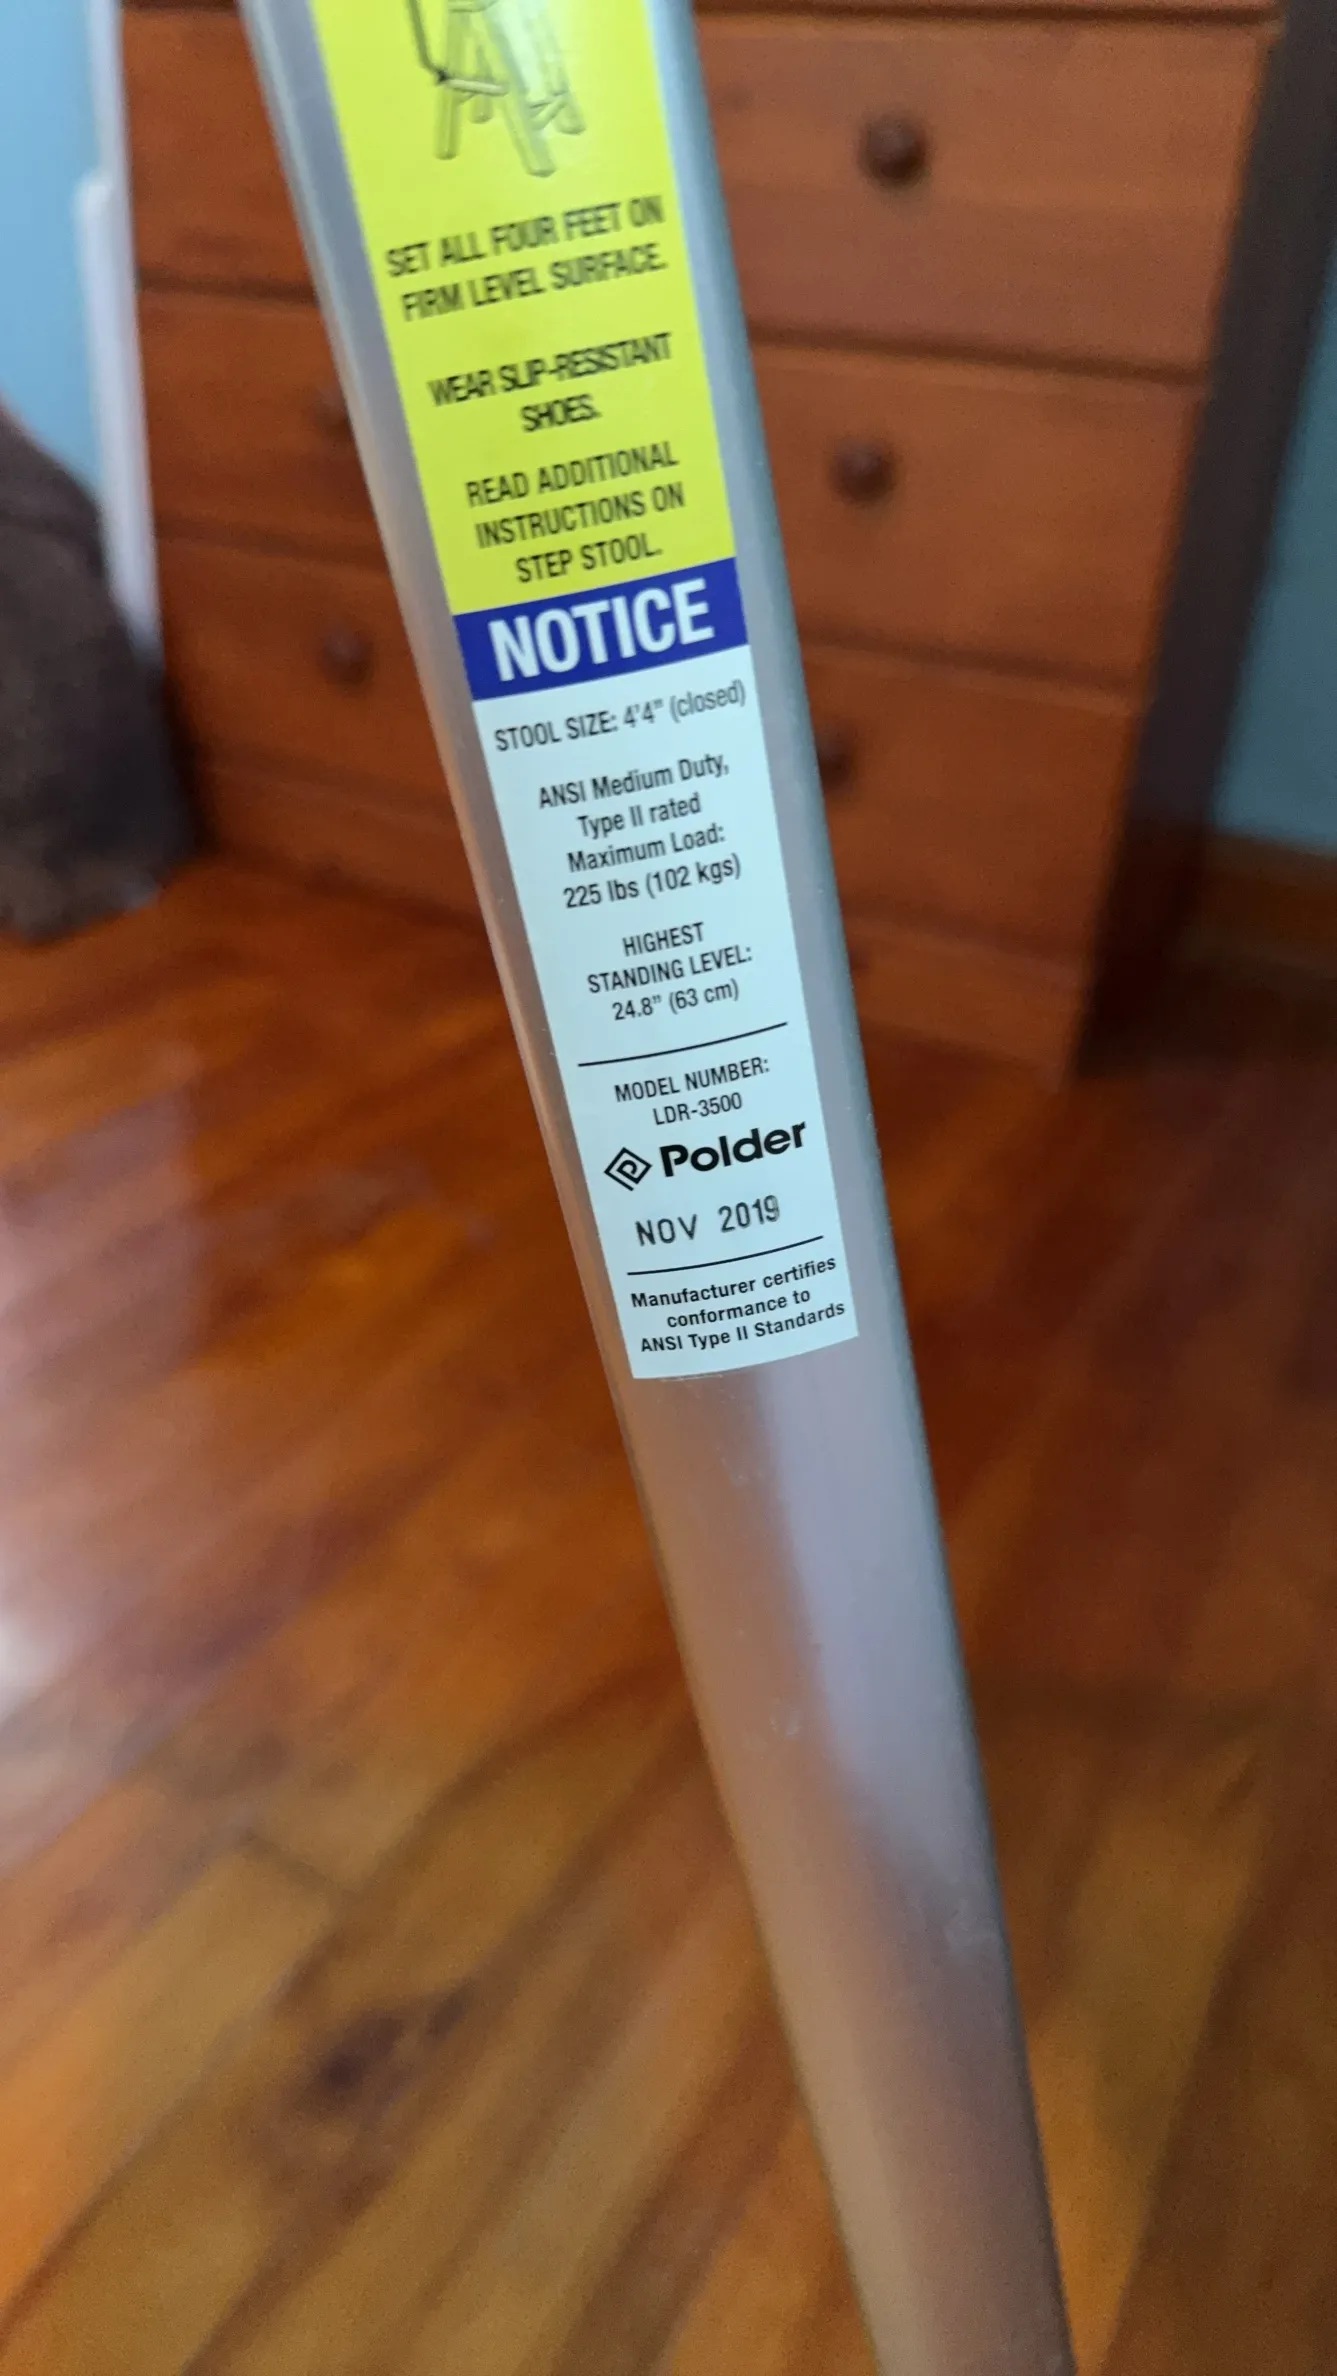 SET ALL FOUR FEET ON
FIRM LEVEL SURFACE.
WEAR SLIP-RESISTANT
SHOES.
READ ADDITIONAL
INSTRUCTIONS ON
STEP STOOL.
NOTICE
STOOL SIZE: 4'4" (closed)
ANSI Medium Duty,
Type II rated
Maximum Load:
225 lbs (102 kgs)
HIGHEST
STANDING LEVEL:
24.8" (63 cm)
MODEL NUMBER:
LDR-3500
Polder
NOV 2019
Manufacturer certifies
conformance to
ANSI Type II Standards